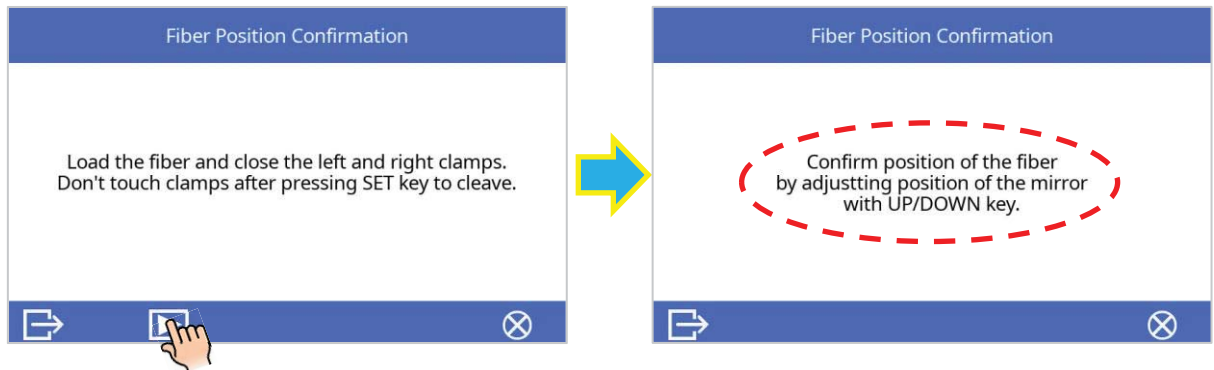 Fiber Position Confirmation
Load the fiber and close the left and right clamps.
Don't touch clamps after pressing SET key to cleave.
Fiber Position Confirmation
Confirm position of the fiber
by adjustting position of the mirror
with UP/DOWN key.